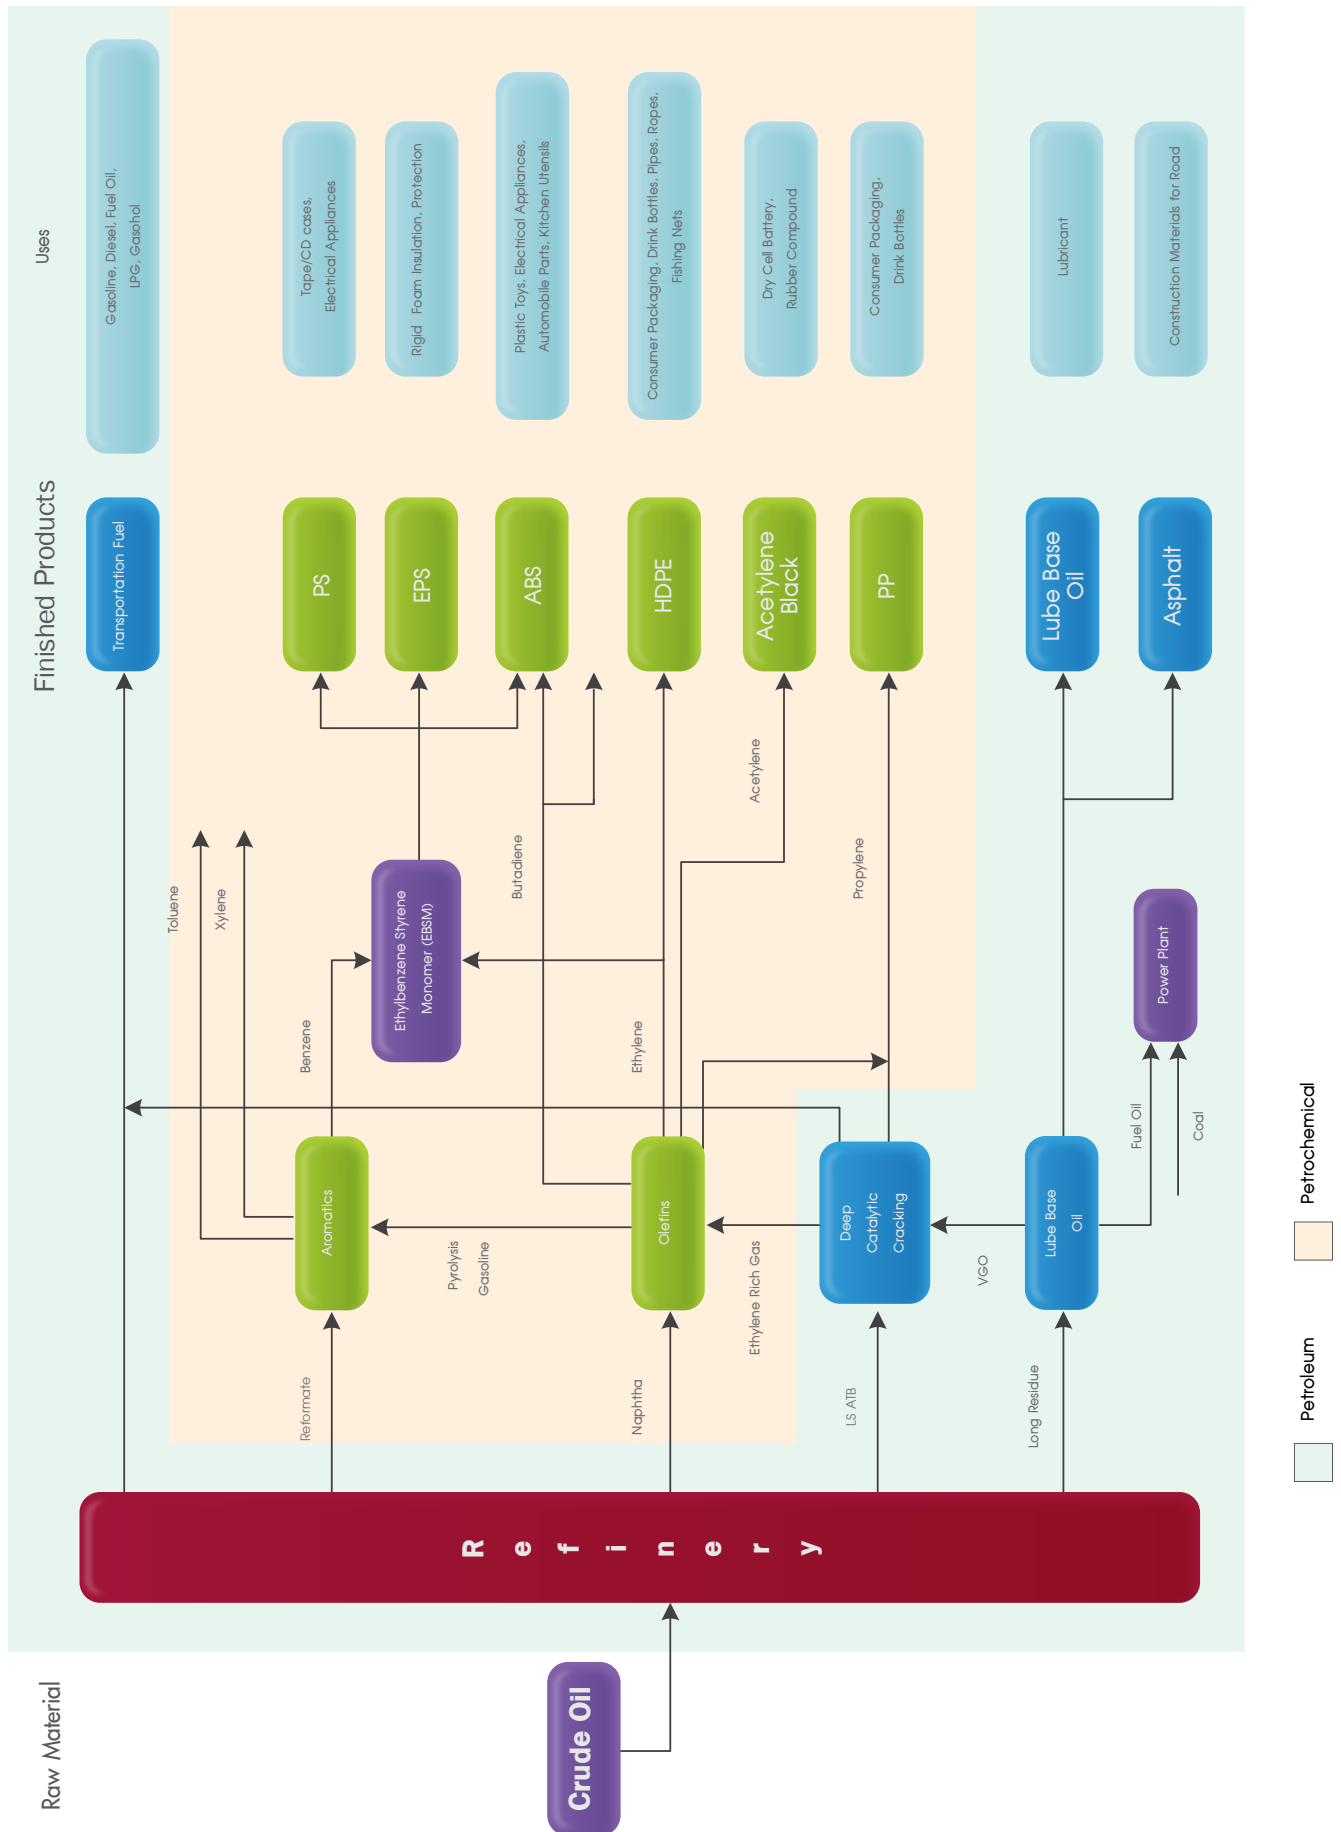 Raw Material
Finished Products
Uses
Crude Oil
Refinery
Transportation Fuel
Gasoline, Diesel, Fuel Oil,
LPG, Gasohol
Toluene
Xylene
Reformate
Aromatics
Benzene
Ethylbenzene Styrene
Monomer (EBSM)
PS
Tape/CD cases,
Electrical Appliances
EPS
Rigid Foam Insulation, Protection
Pyrolysis
Gasoline
Butadiene
ABS
Plastic Toys, Electrical Appliances,
Automobile Parts, Kitchen Utensils
Naphtha
Olefins
Ethylene
HDPE
Consumer Packaging, Drink Bottles, Pipes, Ropes,
Fishing Nets
Ethylene Rich Gas
Acetylene
Acetylene
Black
Dry Cell Battery,
Rubber Compound
LS ATB
Deep
Catalytic
Cracking
Propylene
PP
Consumer Packaging,
Drink Bottles
VGO
Long Residue
Lube Base
Oil
Lube Base
Oil
Lubricant
Fuel Oil
Coal
Power Plant
Asphalt
Construction Materials for Road
Petroleum
Petrochemical